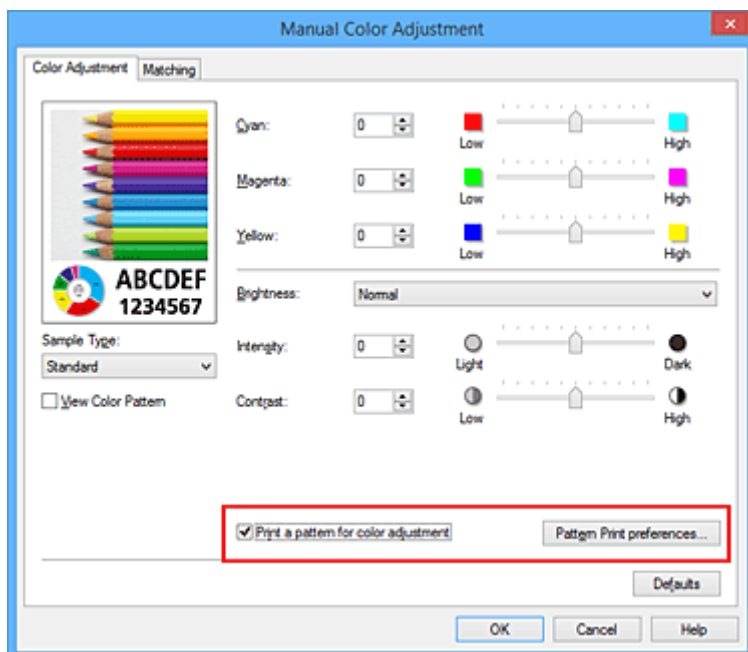 Manual Color Adjustment
Color Adjustment
Matching
Cyan: 0 Low High
Magenta: 0 Low High
Yellow: 0 Low High
ABCDEF
1234567
Brightness: Normal
Sample Type:
Standard
Intensity: 0 Light Dark
View Color Pattern
Contrast: 0 Low High
Print a pattern for color adjustment
Pattern Print preferences...
Defaults
OK Cancel Help